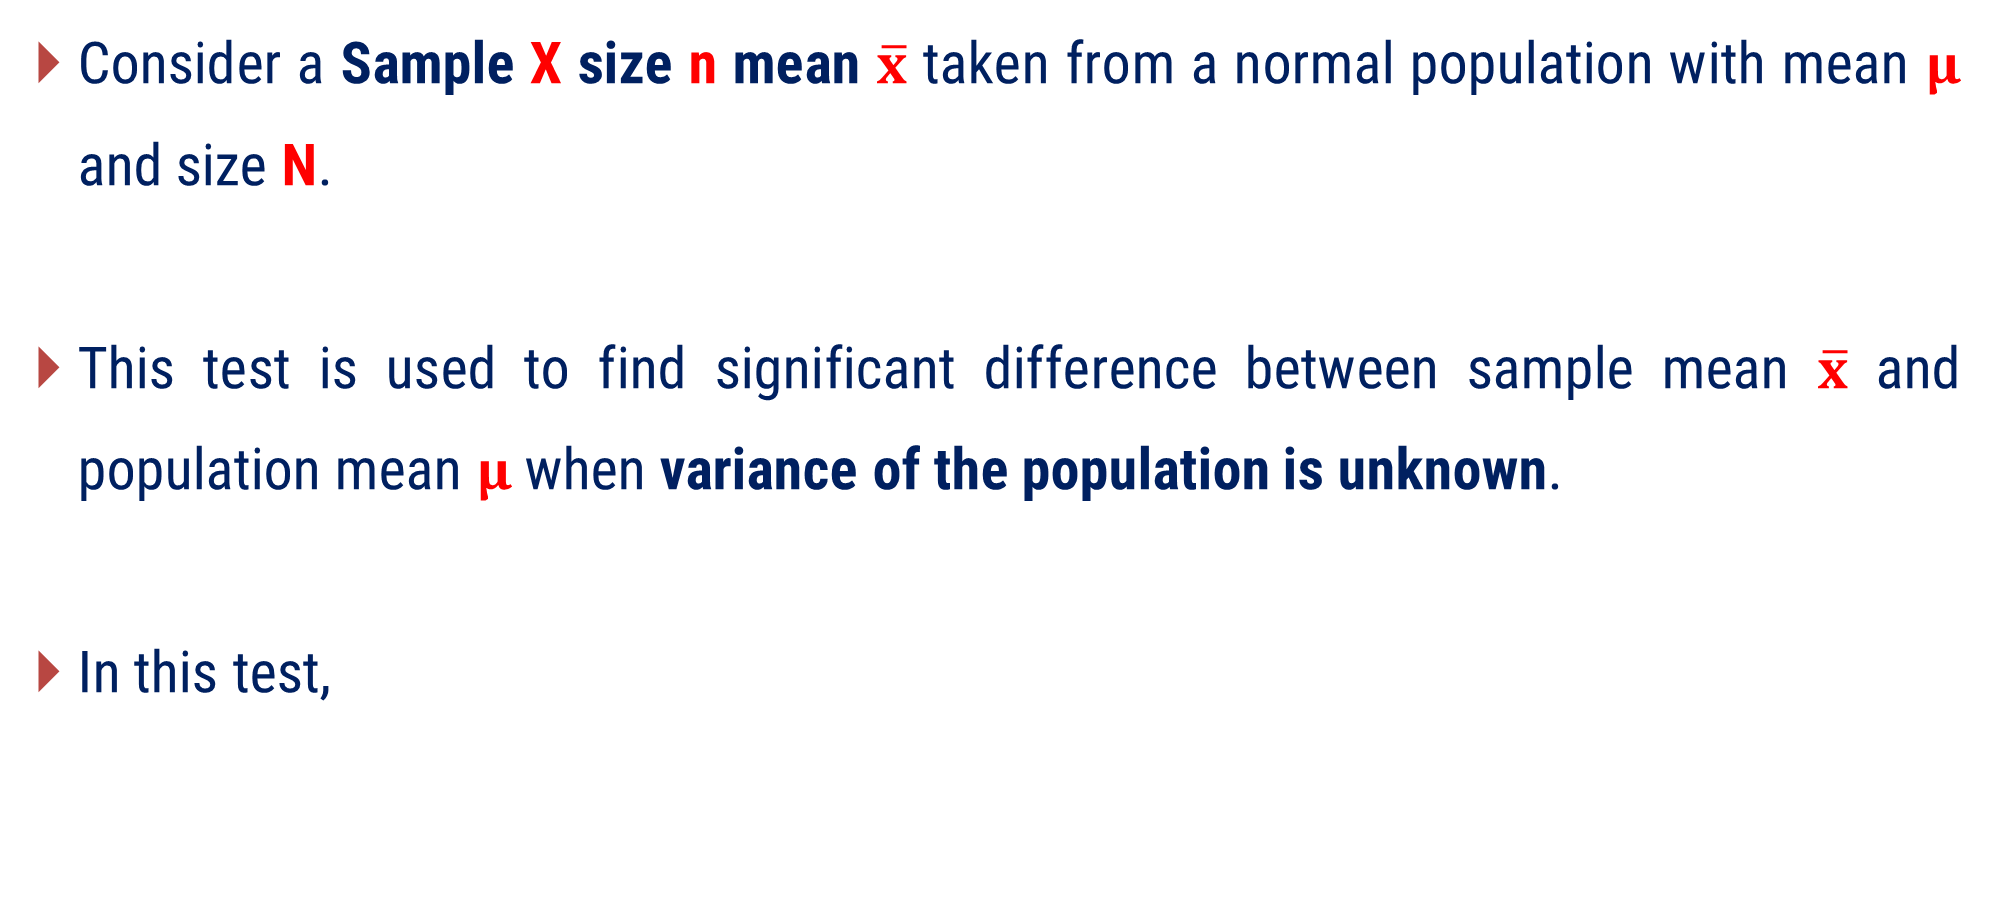 Consider a Sample X size n mean x̄ taken from a normal population with mean μ
and size N.
This test is used to find significant difference between sample mean x̄ and
population mean μ when variance of the population is unknown.
In this test,